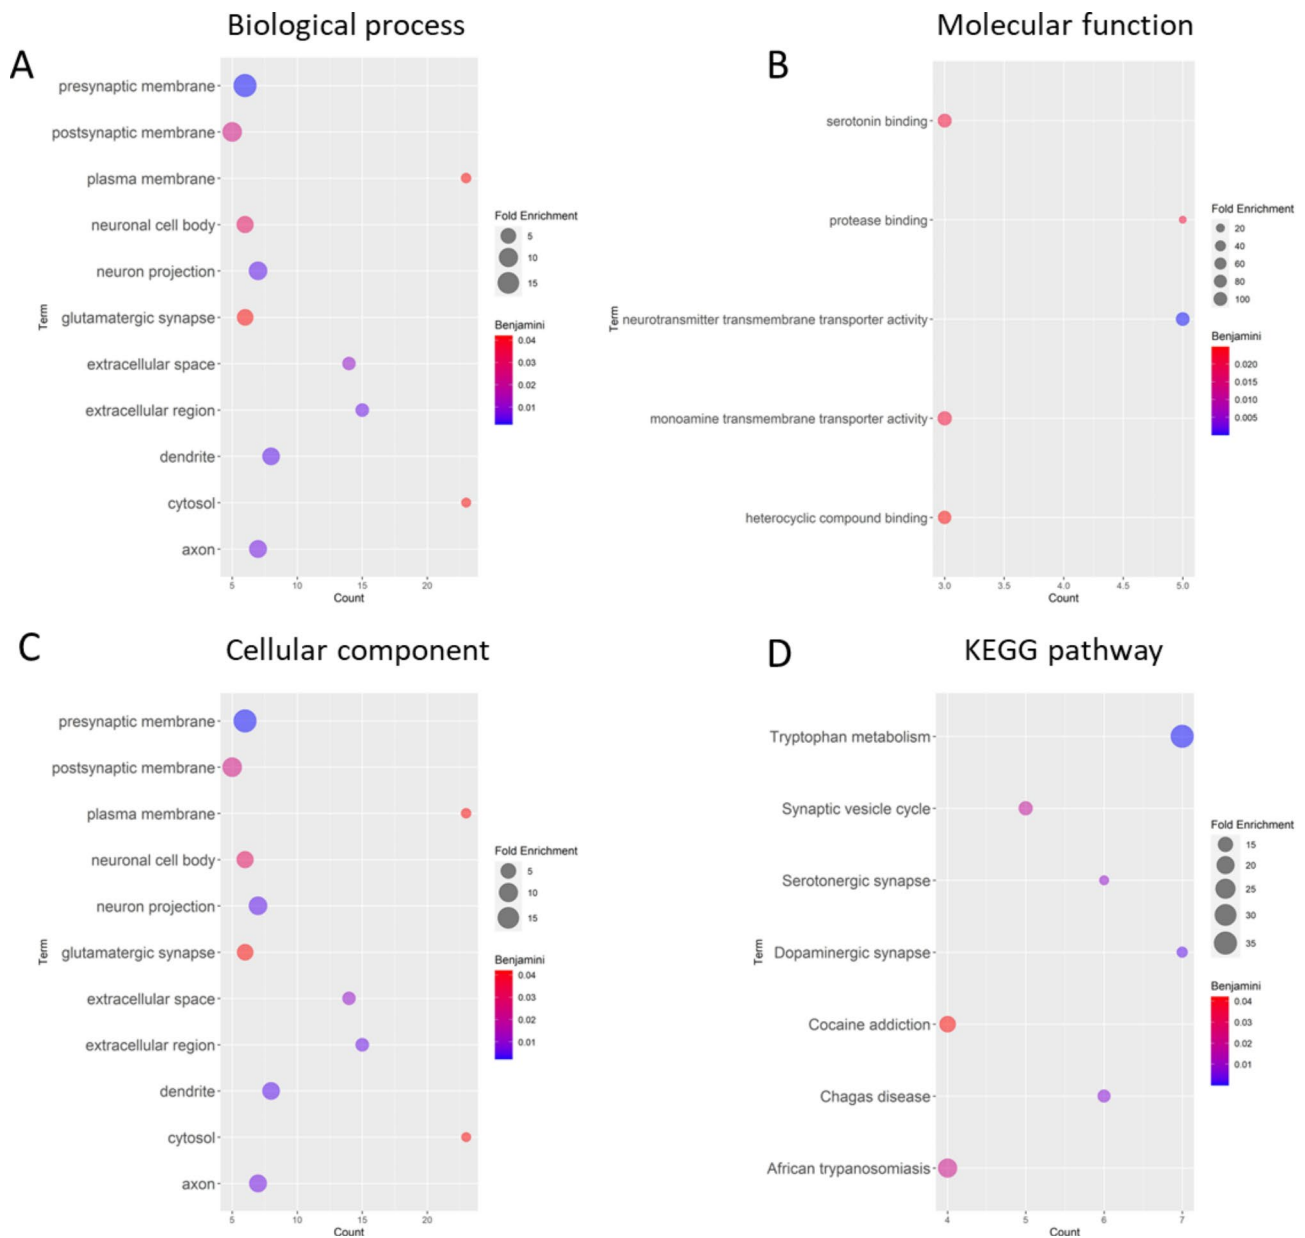 Biological process
A
presynaptic membrane
postsynaptic membrane
plasma membrane
neuronal cell body
neuron projection
glutamatergic synapse
extracellular space
extracellular region
dendrite
cytosol
axon
Term
5 10 15 20
Count
Fold Enrichment
5
10
15
Benjamini
0.04
0.03
0.02
0.01
Molecular function
B
serotonin binding
protease binding
neurotransmitter transmembrane transporter activity
monoamine transmembrane transporter activity
heterocyclic compound binding
Term
3.0 3.5 4.0 4.5 5.0
Count
Fold Enrichment
20
40
60
80
100
Benjamini
0.020
0.015
0.010
0.005
Cellular component
C
presynaptic membrane
postsynaptic membrane
plasma membrane
neuronal cell body
neuron projection
glutamatergic synapse
extracellular space
extracellular region
dendrite
cytosol
axon
Term
5 10 15 20
Count
Fold Enrichment
5
10
15
Benjamini
0.04
0.03
0.02
0.01
KEGG pathway
D
Tryptophan metabolism
Synaptic vesicle cycle
Serotonergic synapse
Dopaminergic synapse
Cocaine addiction
Chagas disease
African trypanosomiasis
Term
4 5 6 7
Count
Fold Enrichment
15
20
25
30
35
Benjamini
0.04
0.03
0.02
0.01